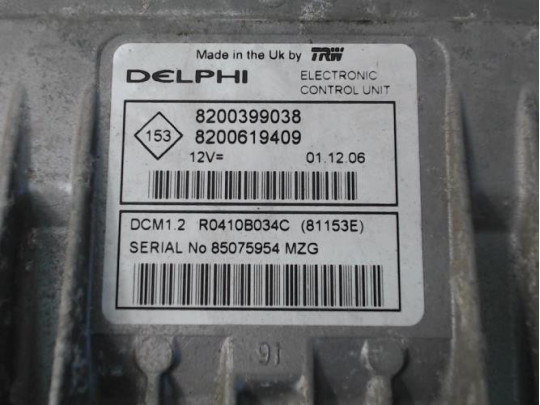 Made in the Uk by TRW
DELPHI ELECTRONIC
CONTROL UNIT
153
8200399038
8200619409
12V= 01.12.06
DCM1.2 R0410B034C (81153E)
SERIAL No 85075954 MZG
91